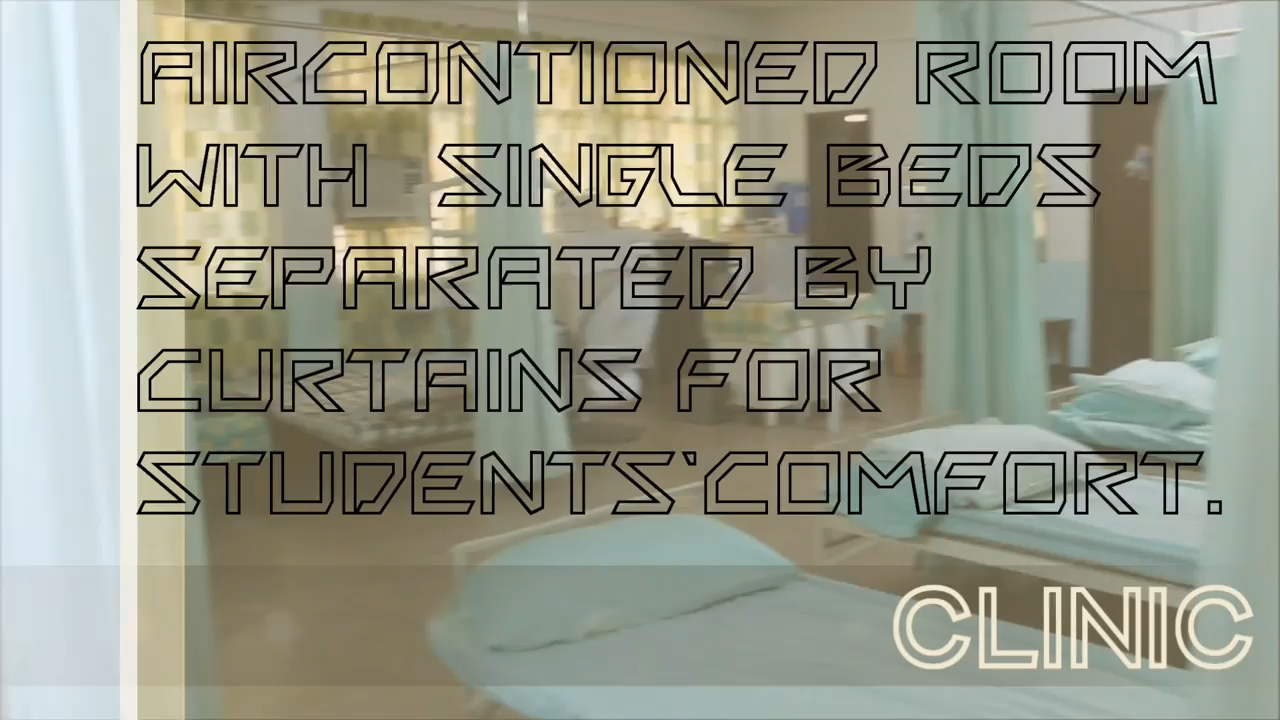 AIRCONTIONED ROOM
WITH SINGLE BEDS
SEPARATED BY
CURTAINS FOR
STUDENTS`COMFORT.
CLINIC